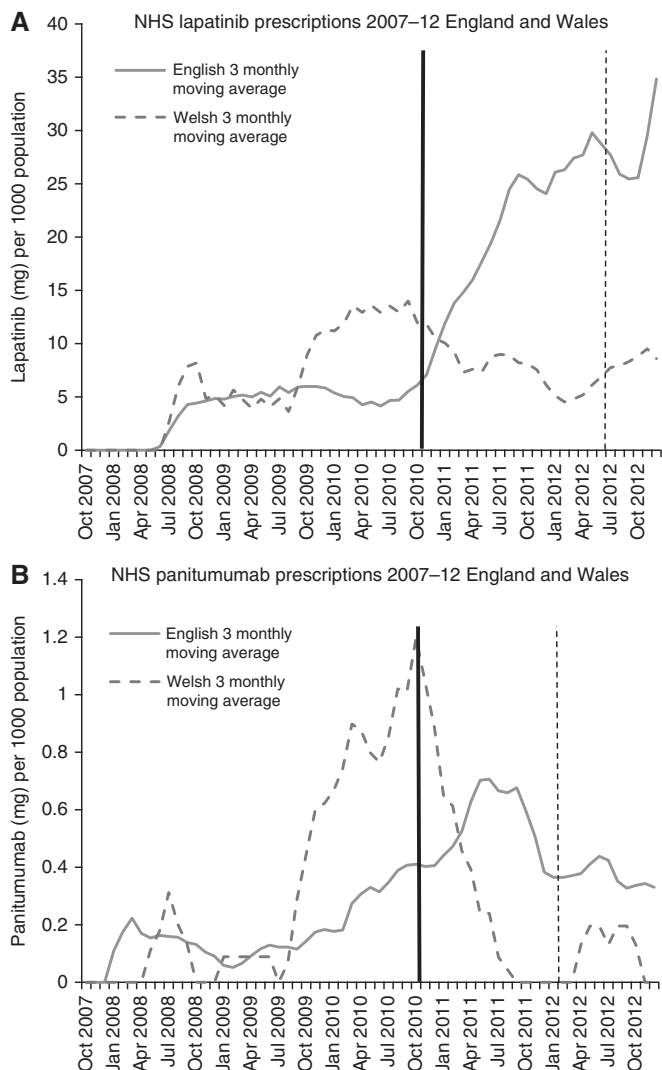 A
NHS lapatinib prescriptions 2007–12 England and Wales
40
35
30
25
20
15
10
5
0
Lapatinib (mg) per 1000 population
English 3 monthly
moving average
Welsh 3 monthly
moving average
Oct 2007
Jan 2008
Apr 2008
Jul 2008
Oct 2008
Jan 2009
Apr 2009
Jul 2009
Oct 2009
Jan 2010
Apr 2010
Jul 2010
Oct 2010
Jan 2011
Apr 2011
Jul 2011
Oct 2011
Jan 2012
Apr 2012
Jul 2012
Oct 2012
B
NHS panitumumab prescriptions 2007–12 England and Wales
1.4
1.2
1
0.8
0.6
0.4
0.2
0
Panitumumab (mg) per 1000 population
English 3 monthly
moving average
Welsh 3 monthly
moving average
Oct 2007
Jan 2008
Apr 2008
Jul 2008
Oct 2008
Jan 2009
Apr 2009
Jul 2009
Oct 2009
Jan 2010
Apr 2010
Jul 2010
Oct 2010
Jan 2011
Apr 2011
Jul 2011
Oct 2011
Jan 2012
Apr 2012
Jul 2012
Oct 2012